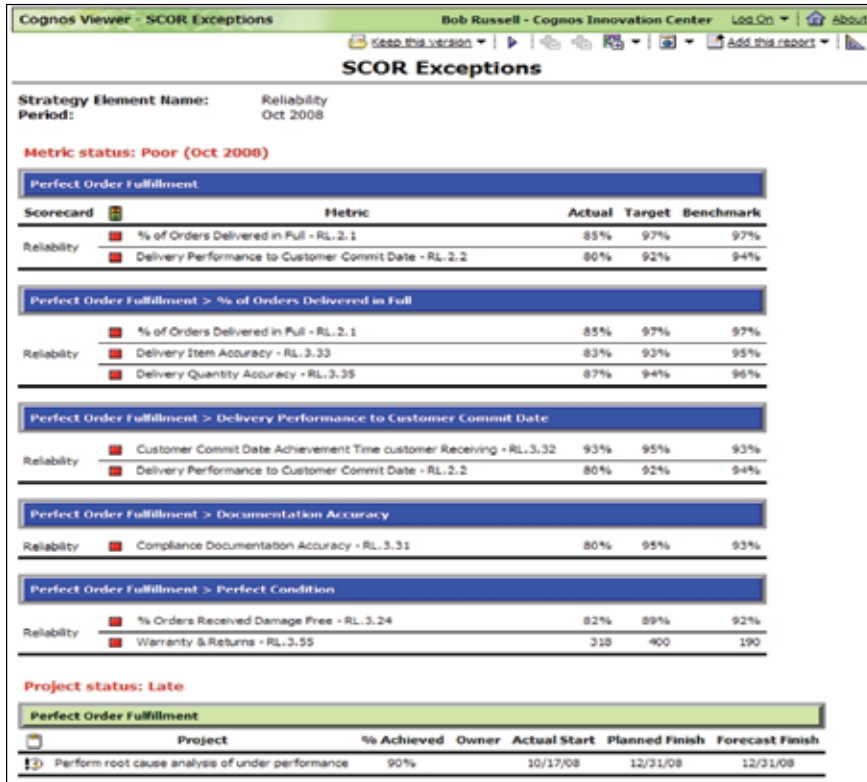 Cognos Viewer - SCOR Exceptions Bob Russell - Cognos Innovation Center Log On About
Keep this version Add this report
SCOR Exceptions
Strategy Element Name: Reliability
Period: Oct 2008
Metric status: Poor (Oct 2008)
Perfect Order Fulfillment
Scorecard Metric Actual Target Benchmark
Reliability
% of Orders Delivered in Full - RL.2.1 85% 97% 97%
Delivery Performance to Customer Commit Date - RL.2.2 80% 92% 94%
Perfect Order Fulfillment > % of Orders Delivered in Full
Reliability
% of Orders Delivered in Full - RL.2.1 85% 97% 97%
Delivery Item Accuracy - RL.3.33 83% 93% 95%
Delivery Quantity Accuracy - RL.3.35 87% 94% 96%
Perfect Order Fulfillment > Delivery Performance to Customer Commit Date
Reliability
Customer Commit Date Achievement Time customer Receiving - RL.3.32 93% 95% 93%
Delivery Performance to Customer Commit Date - RL.2.2 80% 92% 94%
Perfect Order Fulfillment > Documentation Accuracy
Reliability Compliance Documentation Accuracy - RL.3.31 80% 95% 93%
Perfect Order Fulfillment > Perfect Condition
Reliability
% Orders Received Damage Free - RL.3.24 82% 89% 92%
Warranty & Returns - RL.3.55 318 400 190
Project status: Late
Perfect Order Fulfillment
Project % Achieved Owner Actual Start Planned Finish Forecast Finish
Perform root cause analysis of under performance 90% 10/17/08 12/31/08 12/31/08